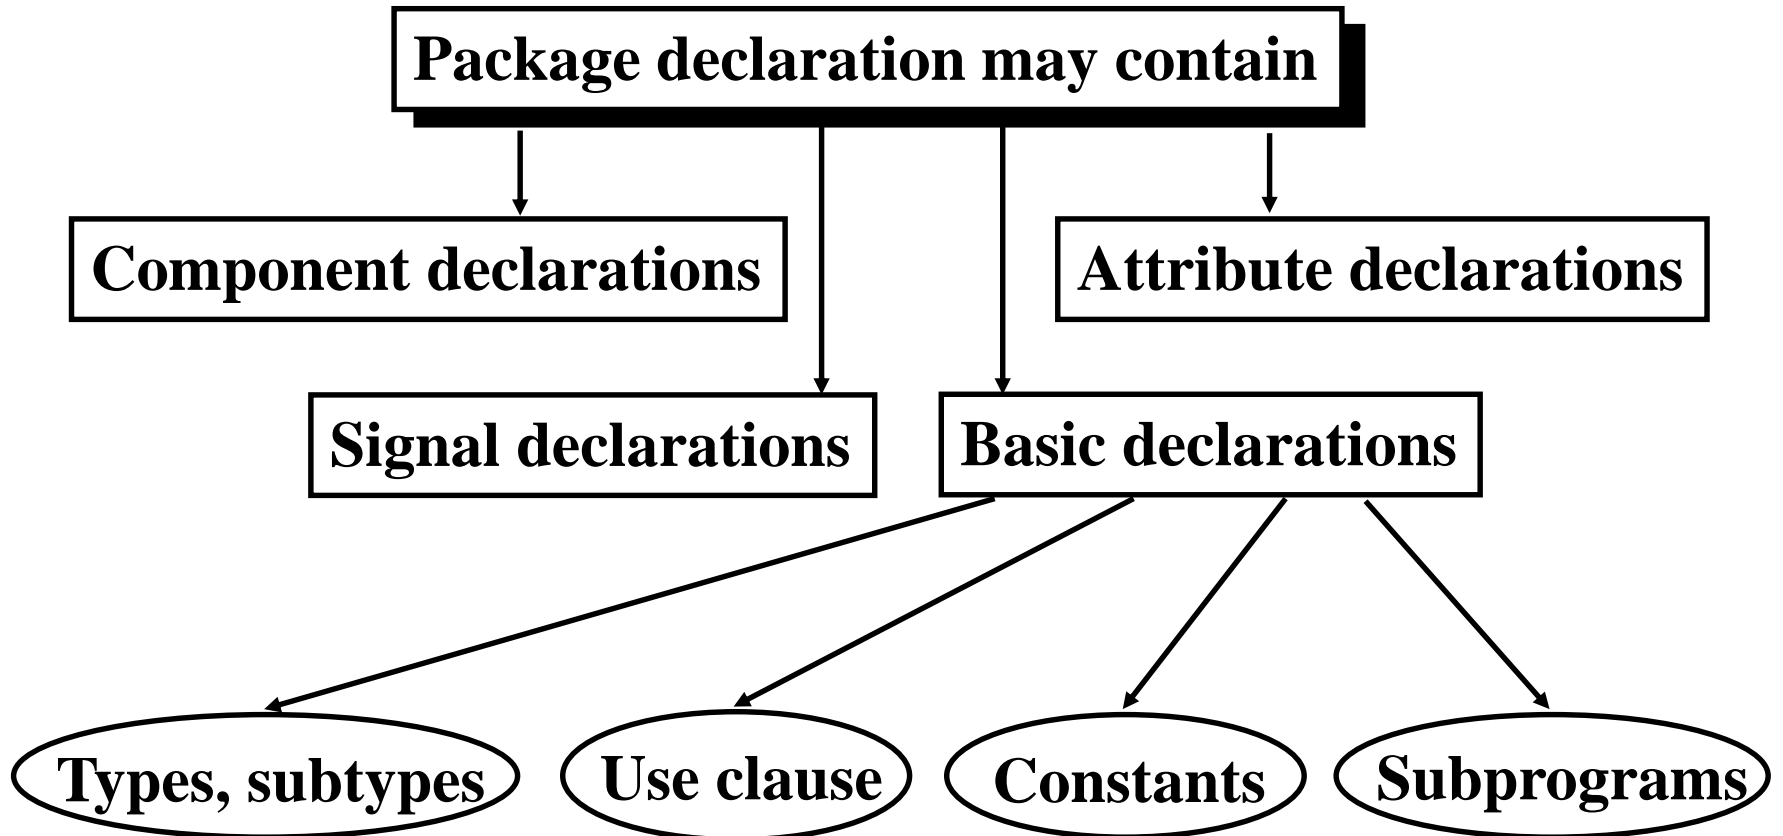 Package declaration may contain
Component declarations
Attribute declarations
Signal declarations
Basic declarations
Types, subtypes
Use clause
Constants
Subprograms